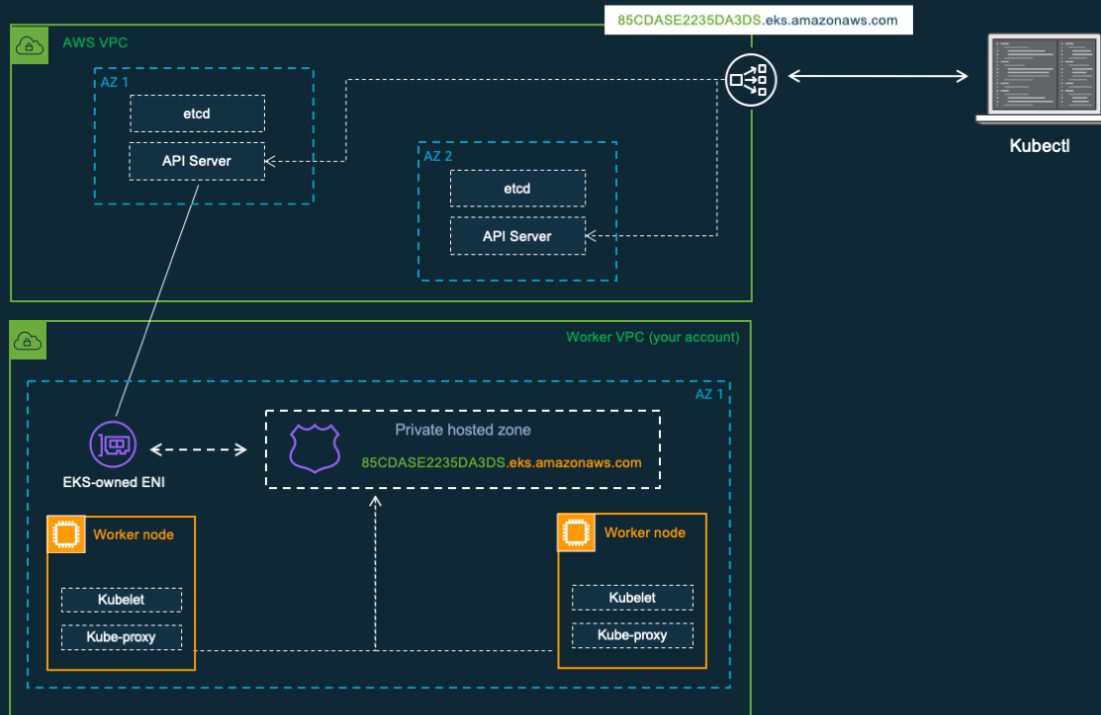 85CDASE2235DA3DS.eks.amazonaws.com
AWS VPC
AZ 1
etcd
API Server
AZ 2
etcd
API Server
Kubectl
Worker VPC (your account)
AZ 1
Private hosted zone
85CDASE2235DA3DS.eks.amazonaws.com
EKS-owned ENI
Worker node
Kubelet
Kube-proxy
Worker node
Kubelet
Kube-proxy